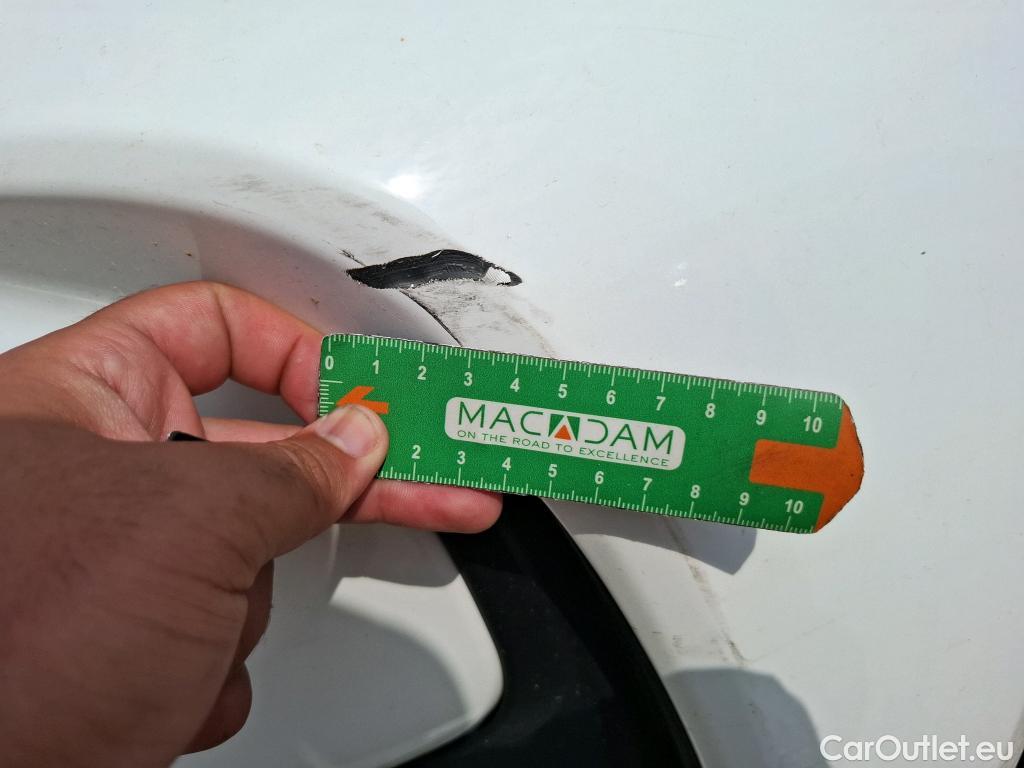 0 1 2 3 4 5 6 7 8 9 10
MACADAM
ON THE ROAD TO EXCELLENCE
2 3 4 5 6 7 8 9 10
CarOutlet.eu